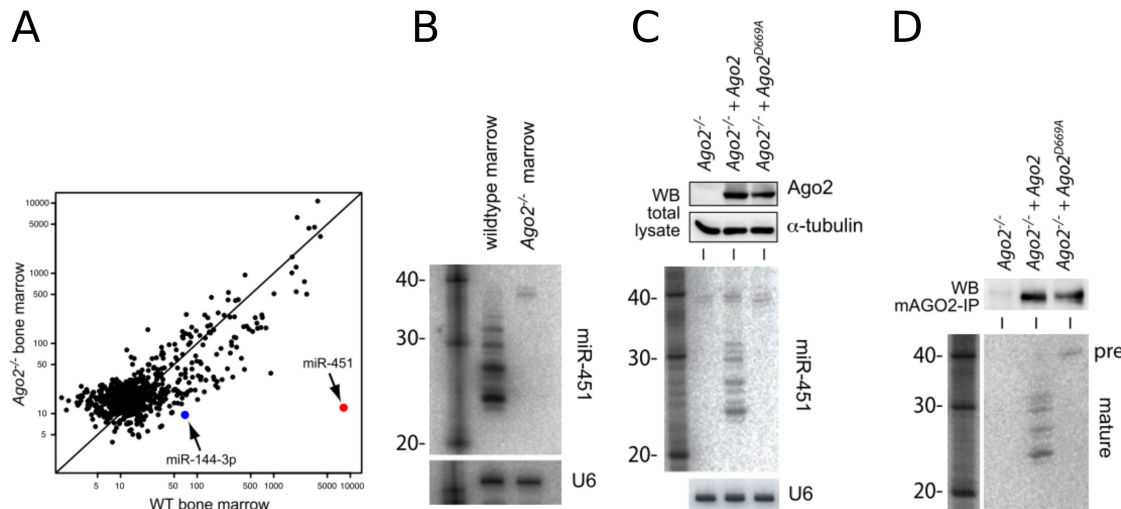 A
10000
5000
1000
500
100
50
10
5
Ago2-/- bone marrow
miR-451
miR-144-3p
5 10 50 100 500 1000 5000 10000
WT bone marrow
B
wildtype marrow
Ago2-/- marrow
40-
30-
20-
miR-451
U6
C
Ago2-/-
Ago2-/- + Ago2
Ago2-/- + Ago2D669A
WB
total
lysate
Ago2
α-tubulin
40-
30-
20-
miR-451
U6
D
Ago2-/-
Ago2-/- + Ago2
Ago2-/- + Ago2D669A
WB
mAGO2-IP
40-
30-
20-
pre
mature